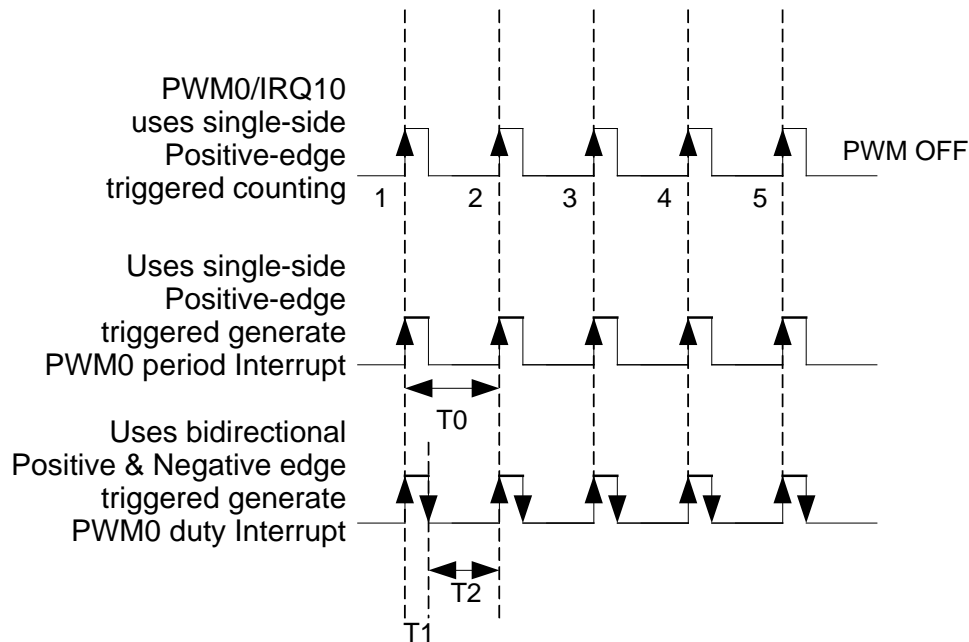 PWM0/IRQ10
uses single-side
Positive-edge
triggered counting
PWM OFF
1 2 3 4 5
Uses single-side
Positive-edge
triggered generate
PWM0 period Interrupt
T0
Uses bidirectional
Positive & Negative edge
triggered generate
PWM0 duty Interrupt
T2
T1